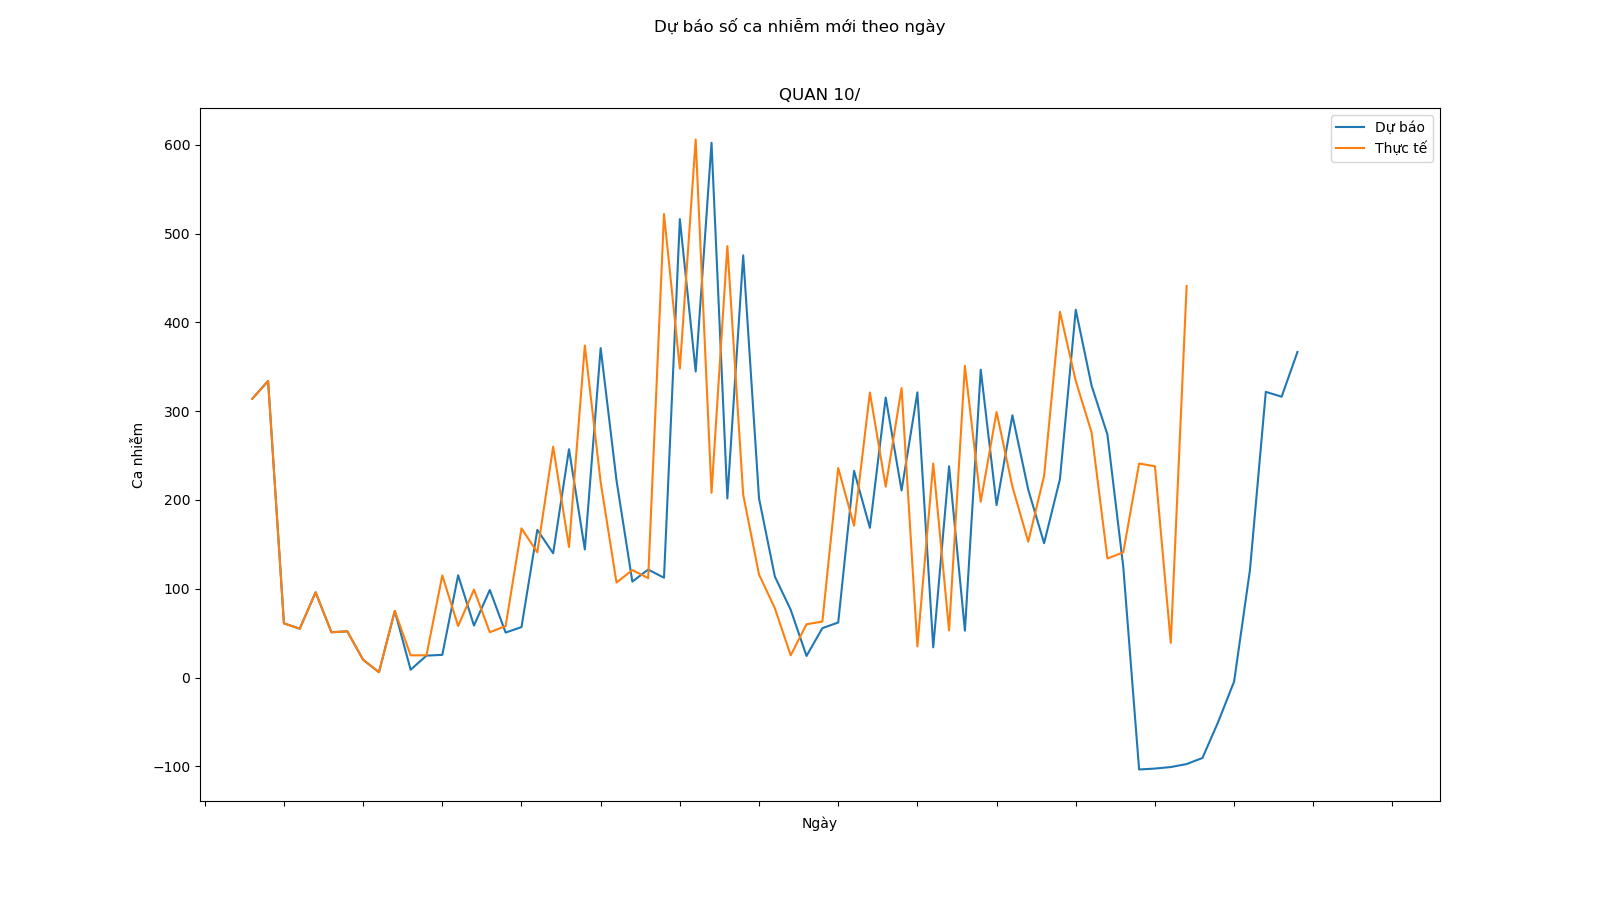 Dự báo số ca nhiễm mới theo ngày
QUAN 10/
Dự báo
Thực tế
600
500
400
300
200
100
0
−100
Ca nhiễm
Ngày